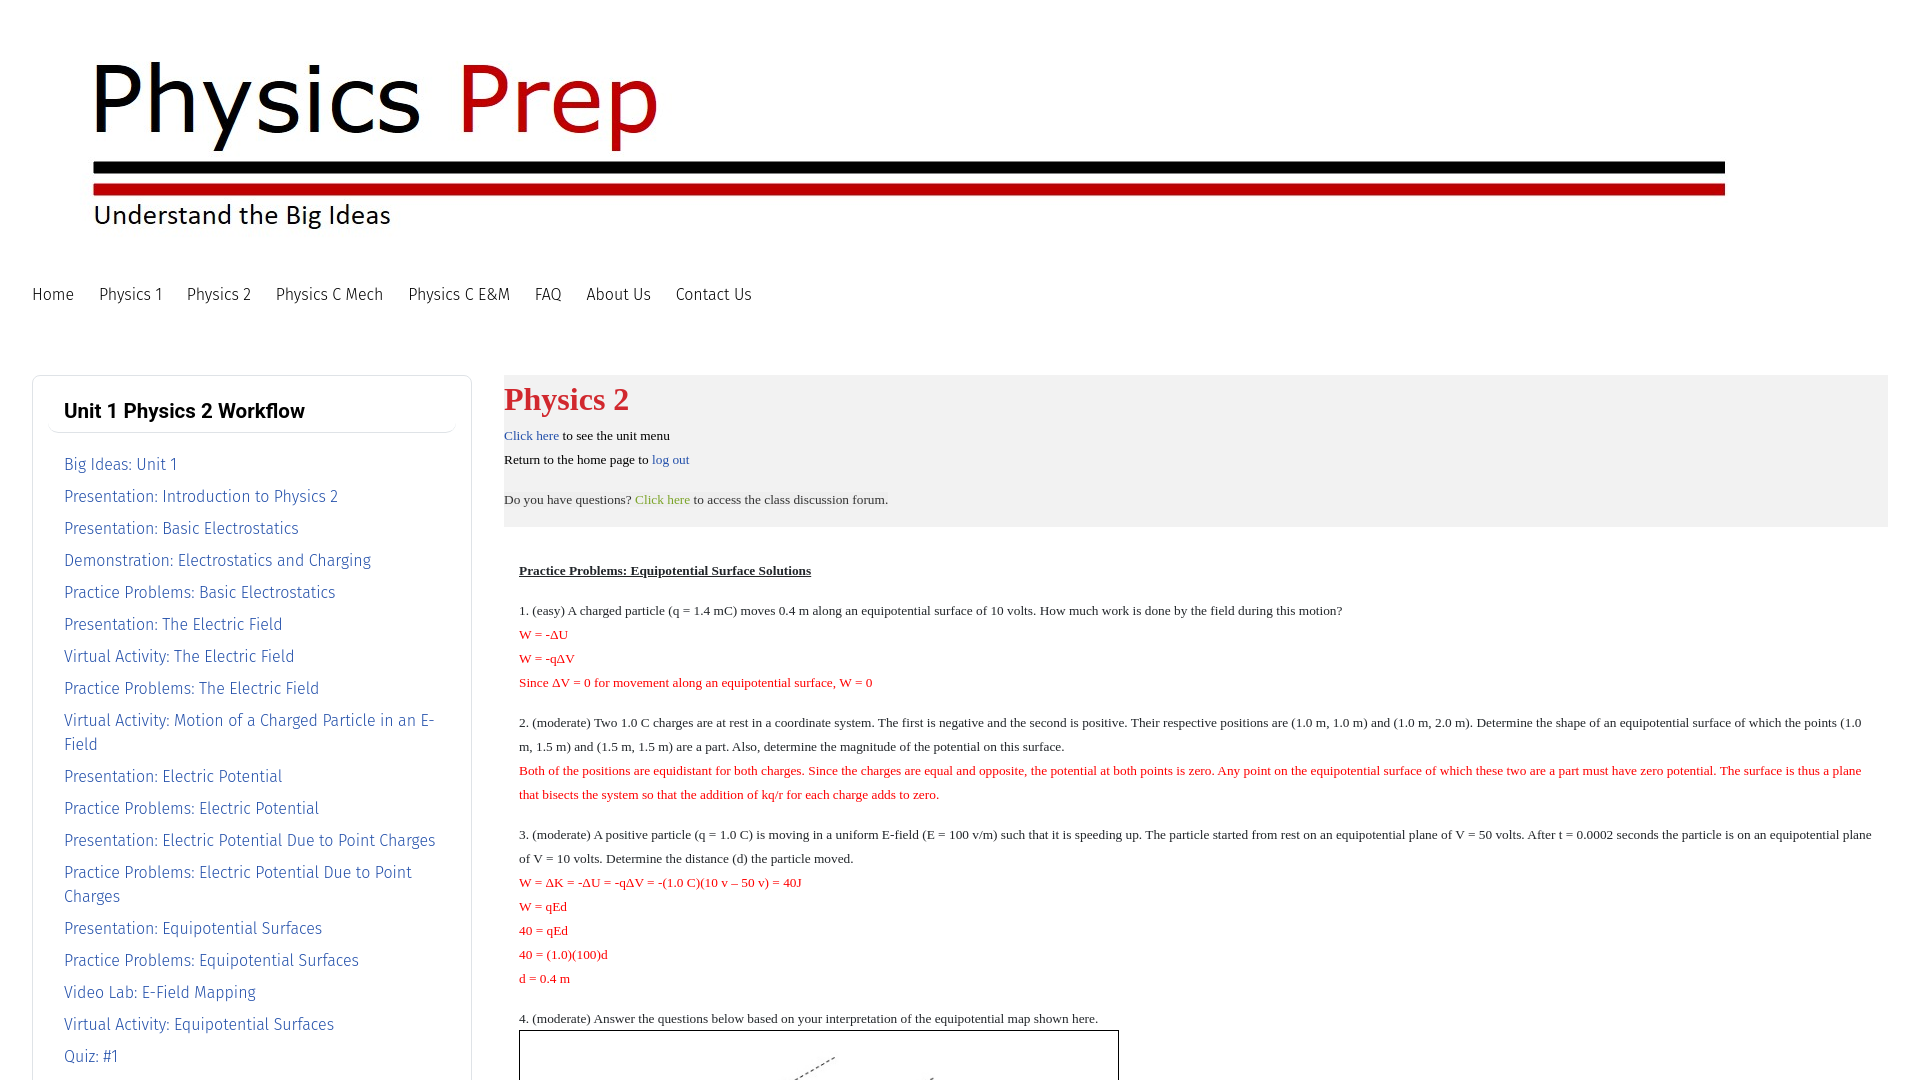 Physics Prep
Understand the Big Ideas
Home Physics 1 Physics 2 Physics C Mech Physics C E&M FAQ About Us Contact Us
Unit 1 Physics 2 Workflow
Big Ideas: Unit 1
Presentation: Introduction to Physics 2
Presentation: Basic Electrostatics
Demonstration: Electrostatics and Charging
Practice Problems: Basic Electrostatics
Presentation: The Electric Field
Virtual Activity: The Electric Field
Practice Problems: The Electric Field
Virtual Activity: Motion of a Charged Particle in an E-
Field
Presentation: Electric Potential
Practice Problems: Electric Potential
Presentation: Electric Potential Due to Point Charges
Practice Problems: Electric Potential Due to Point
Charges
Presentation: Equipotential Surfaces
Practice Problems: Equipotential Surfaces
Video Lab: E-Field Mapping
Virtual Activity: Equipotential Surfaces
Quiz: #1
Physics 2
Click here to see the unit menu
Return to the home page to log out
Do you have questions? Click here to access the class discussion forum.
Practice Problems: Equipotential Surface Solutions
1. (easy) A charged particle (q = 1.4 mC) moves 0.4 m along an equipotential surface of 10 volts. How much work is done by the field during this motion?
W = -ΔU
W = -qΔV
Since ΔV = 0 for movement along an equipotential surface, W = 0
2. (moderate) Two 1.0 C charges are at rest in a coordinate system. The first is negative and the second is positive. Their respective positions are (1.0 m, 1.0 m) and (1.0 m, 2.0 m). Determine the shape of an equipotential surface of which the points (1.0
m, 1.5 m) and (1.5 m, 1.5 m) are a part. Also, determine the magnitude of the potential on this surface.
Both of the positions are equidistant for both charges. Since the charges are equal and opposite, the potential at both points is zero. Any point on the equipotential surface of which these two are a part must have zero potential. The surface is thus a plane
that bisects the system so that the addition of kq/r for each charge adds to zero.
3. (moderate) A positive particle (q = 1.0 C) is moving in a uniform E-field (E = 100 v/m) such that it is speeding up. The particle started from rest on an equipotential plane of V = 50 volts. After t = 0.0002 seconds the particle is on an equipotential plane
of V = 10 volts. Determine the distance (d) the particle moved.
W = ΔK = -ΔU = -qΔV = -(1.0 C)(10 v – 50 v) = 40J
W = qEd
40 = qEd
40 = (1.0)(100)d
d = 0.4 m
4. (moderate) Answer the questions below based on your interpretation of the equipotential map shown here.